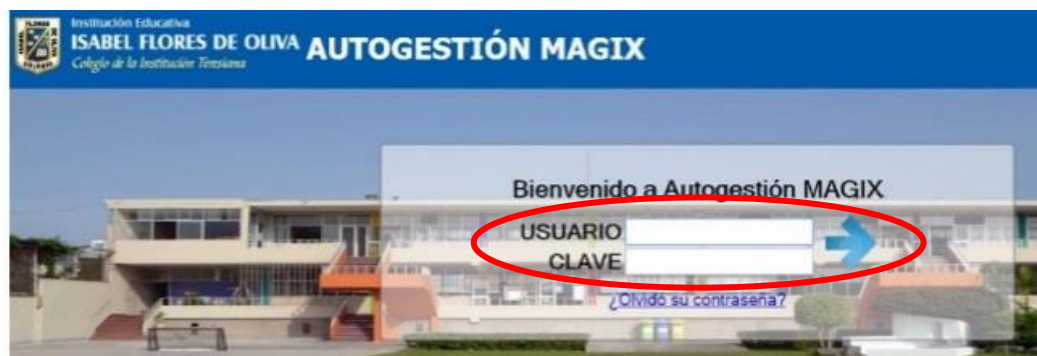 Institución Educativa
ISABEL FLORES DE OLIVA
Colegio de la Institución Teresiana
AUTOGESTIÓN MAGIX
Bienvenido a Autogestión MAGIX
USUARIO
CLAVE
¿Olvidó su contraseña?